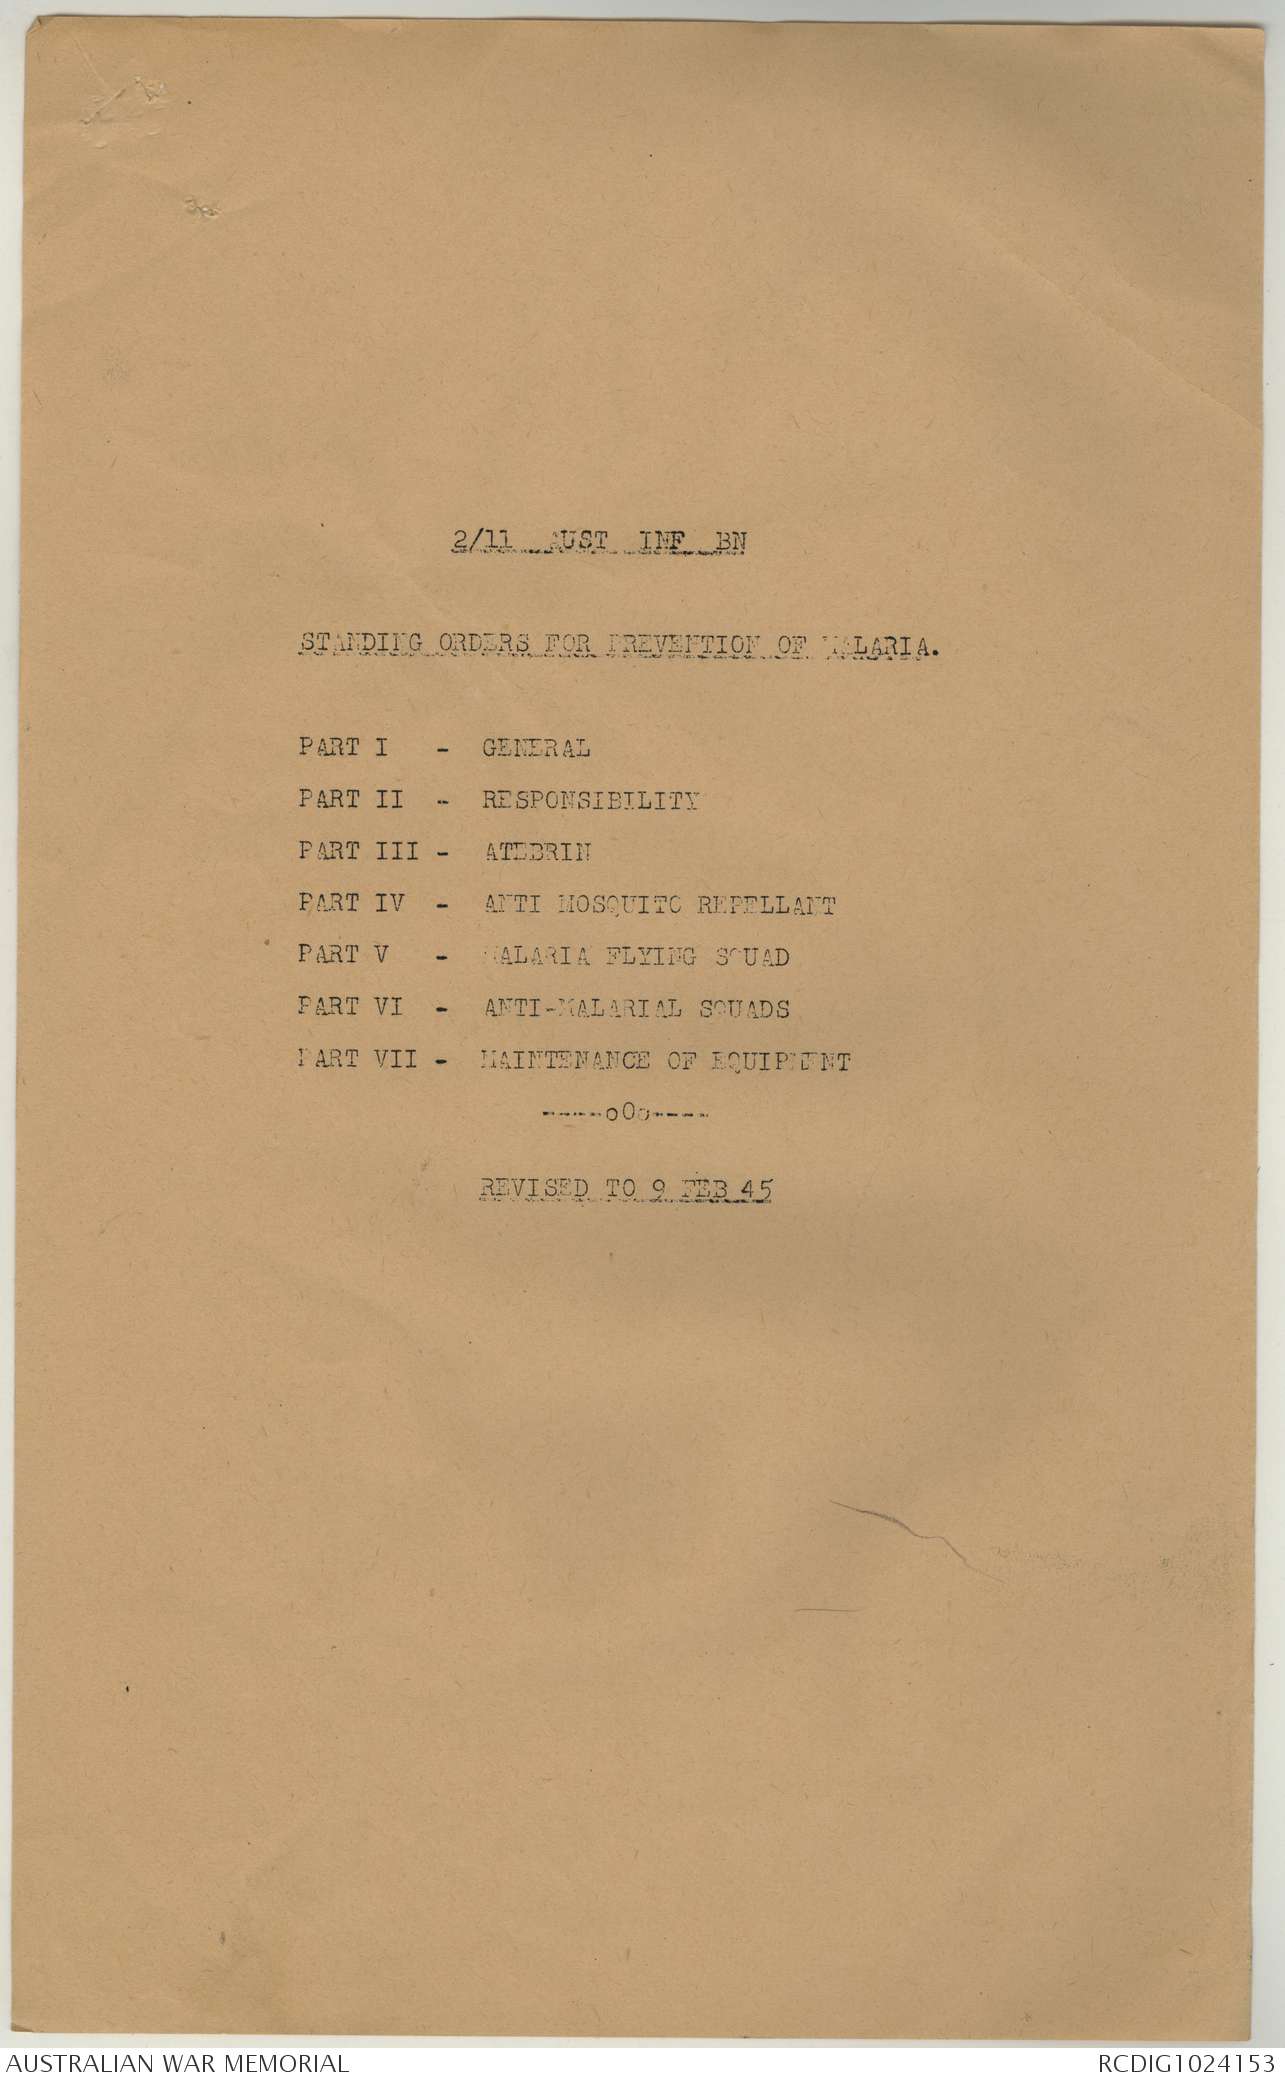 2/11 AUST INF BN
STANDING ORDERS FOR PREVENTION OF MALARIA.
PART I - GENERAL
PART II - RESPONSIBILITY
PART III - ATEBRIN
PART IV - ANTI MOSQUITO REPELLANT
PART V - MALARIA FLYING SQUAD
PART VI - ANTI-MALARIAL SQUADS
PART VII - MAINTENANCE OF EQUIPMENT
-----oOo-----
REVISED TO 9 FEB 45
AUSTRALIAN WAR MEMORIAL
RCDIG1024153